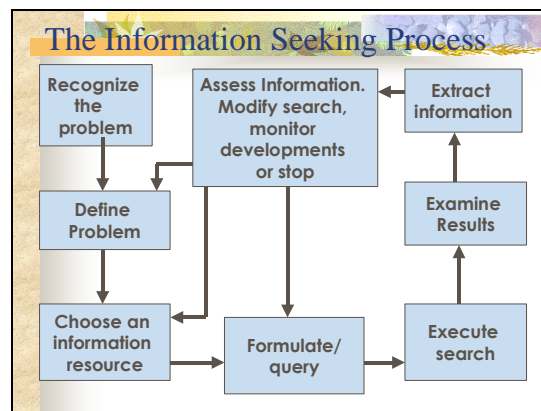 The Information Seeking Process
Recognize
the
problem
Assess Information.
Modify search,
monitor
developments
or stop
Extract
information
Define
Problem
Examine
Results
Choose an
information
resource
Formulate/
query
Execute
search